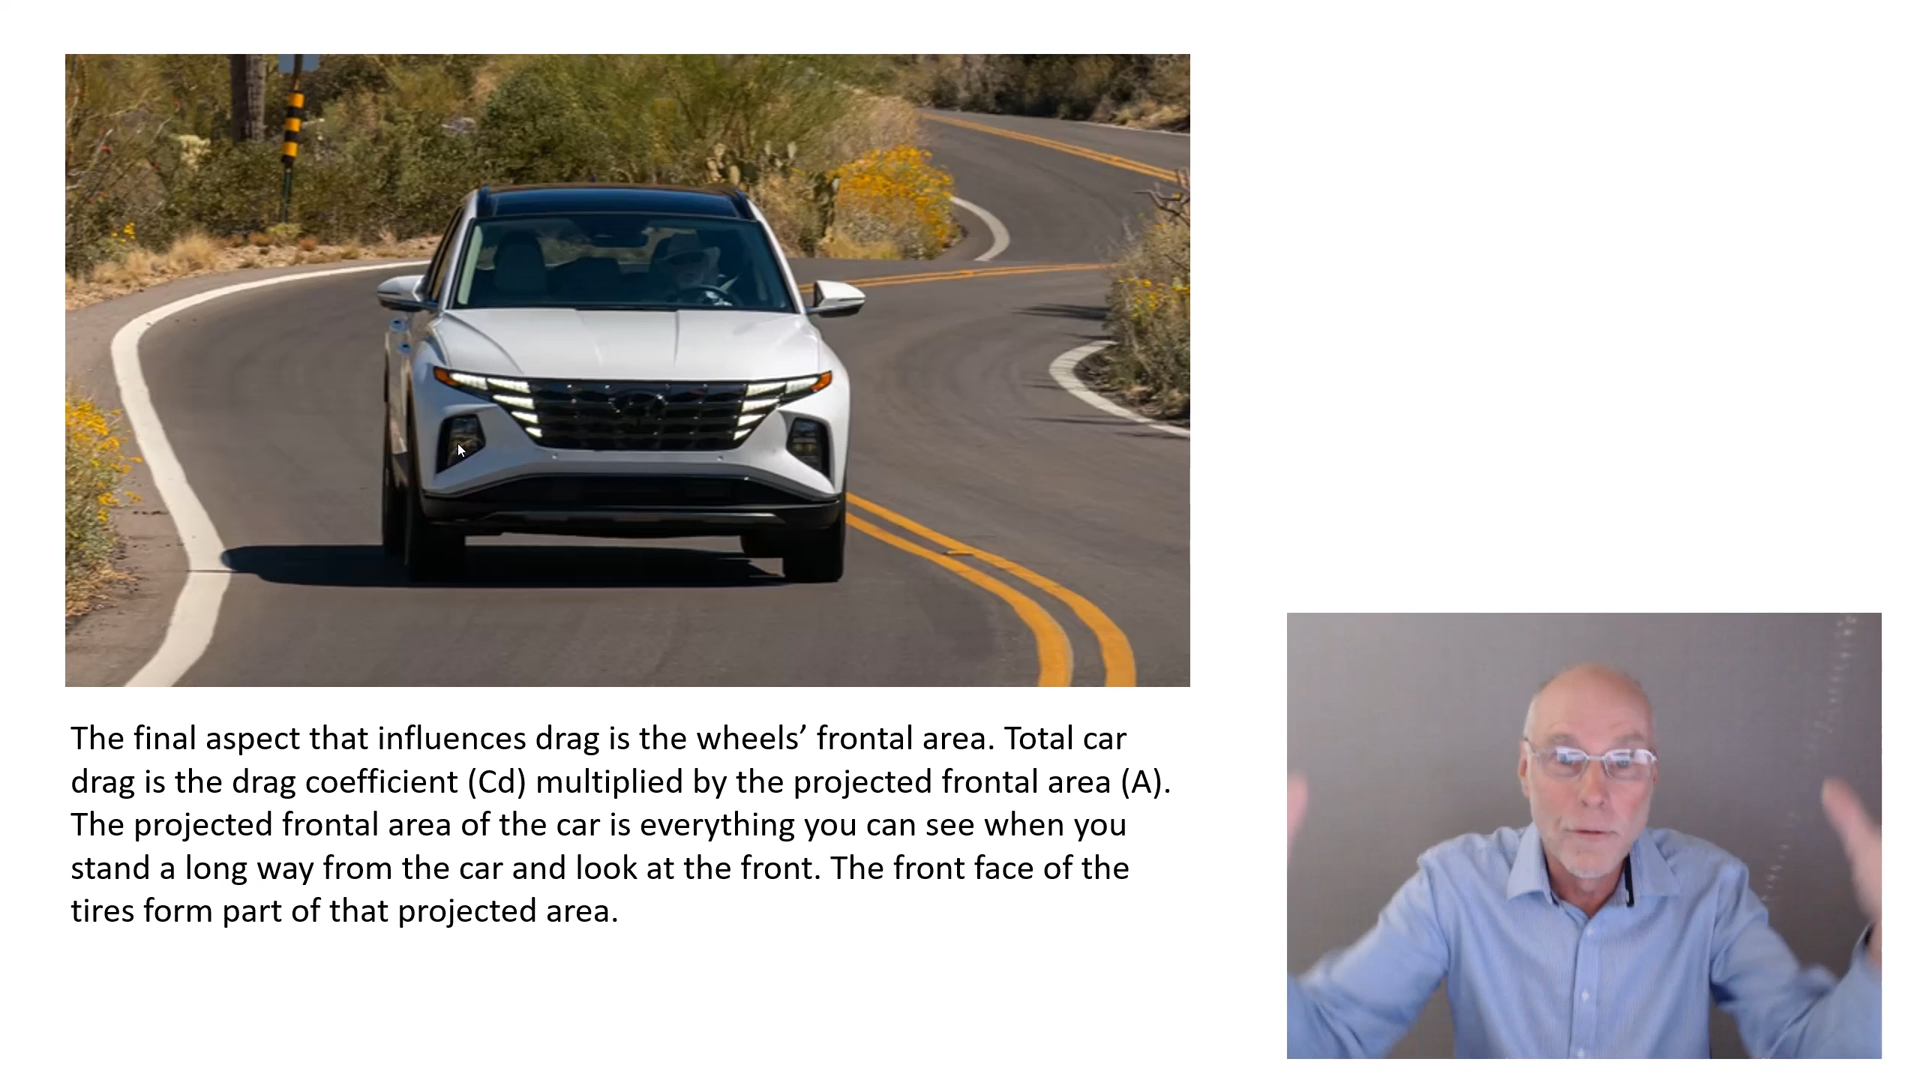 The final aspect that influences drag is the wheels’ frontal area. Total car
drag is the drag coefficient (Cd) multiplied by the projected frontal area (A).
The projected frontal area of the car is everything you can see when you
stand a long way from the car and look at the front. The front face of the
tires form part of that projected area.